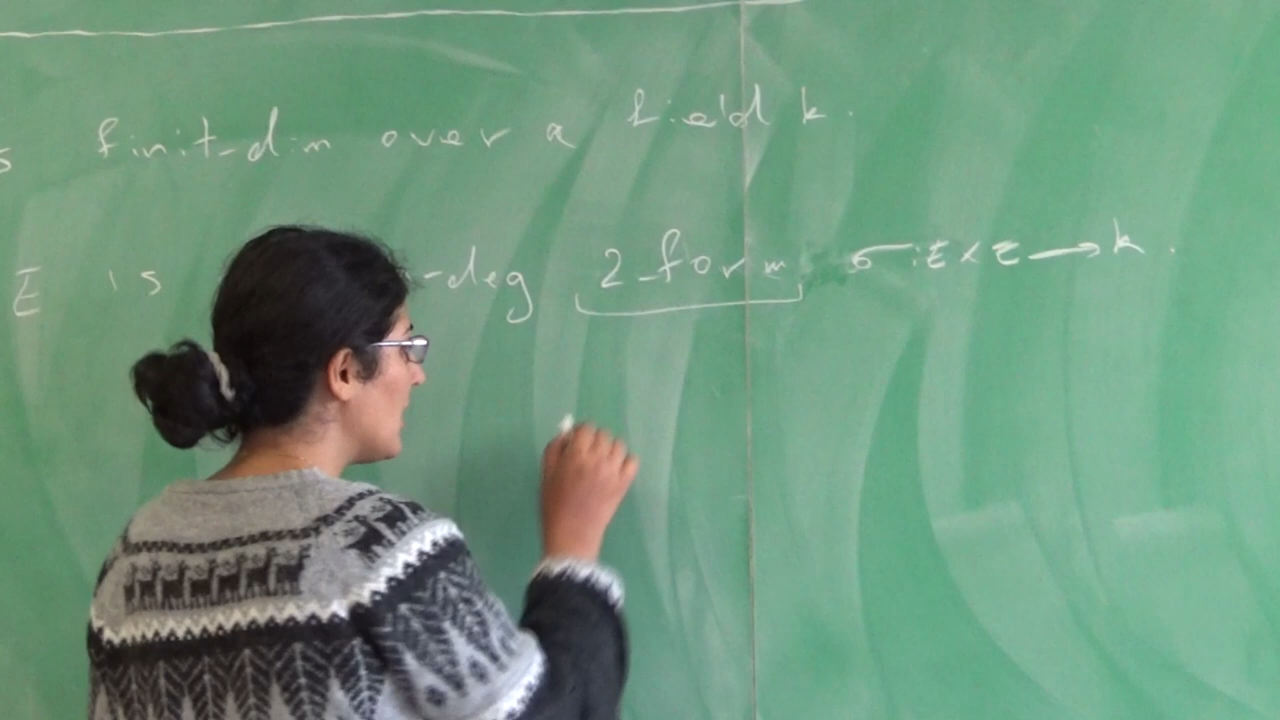 s finit-dim over a field k.
E is -deg 2-form σ: E × E → k.